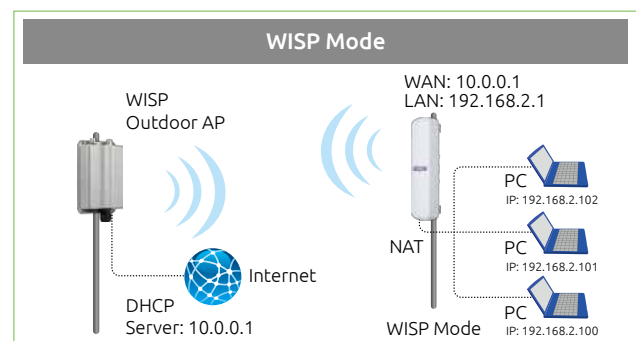 WISP Mode
WISP
Outdoor AP
Internet
DHCP
Server: 10.0.0.1
WAN: 10.0.0.1
LAN: 192.168.2.1
NAT
WISP Mode
PC
IP: 192.168.2.102
PC
IP: 192.168.2.101
PC
IP: 192.168.2.100